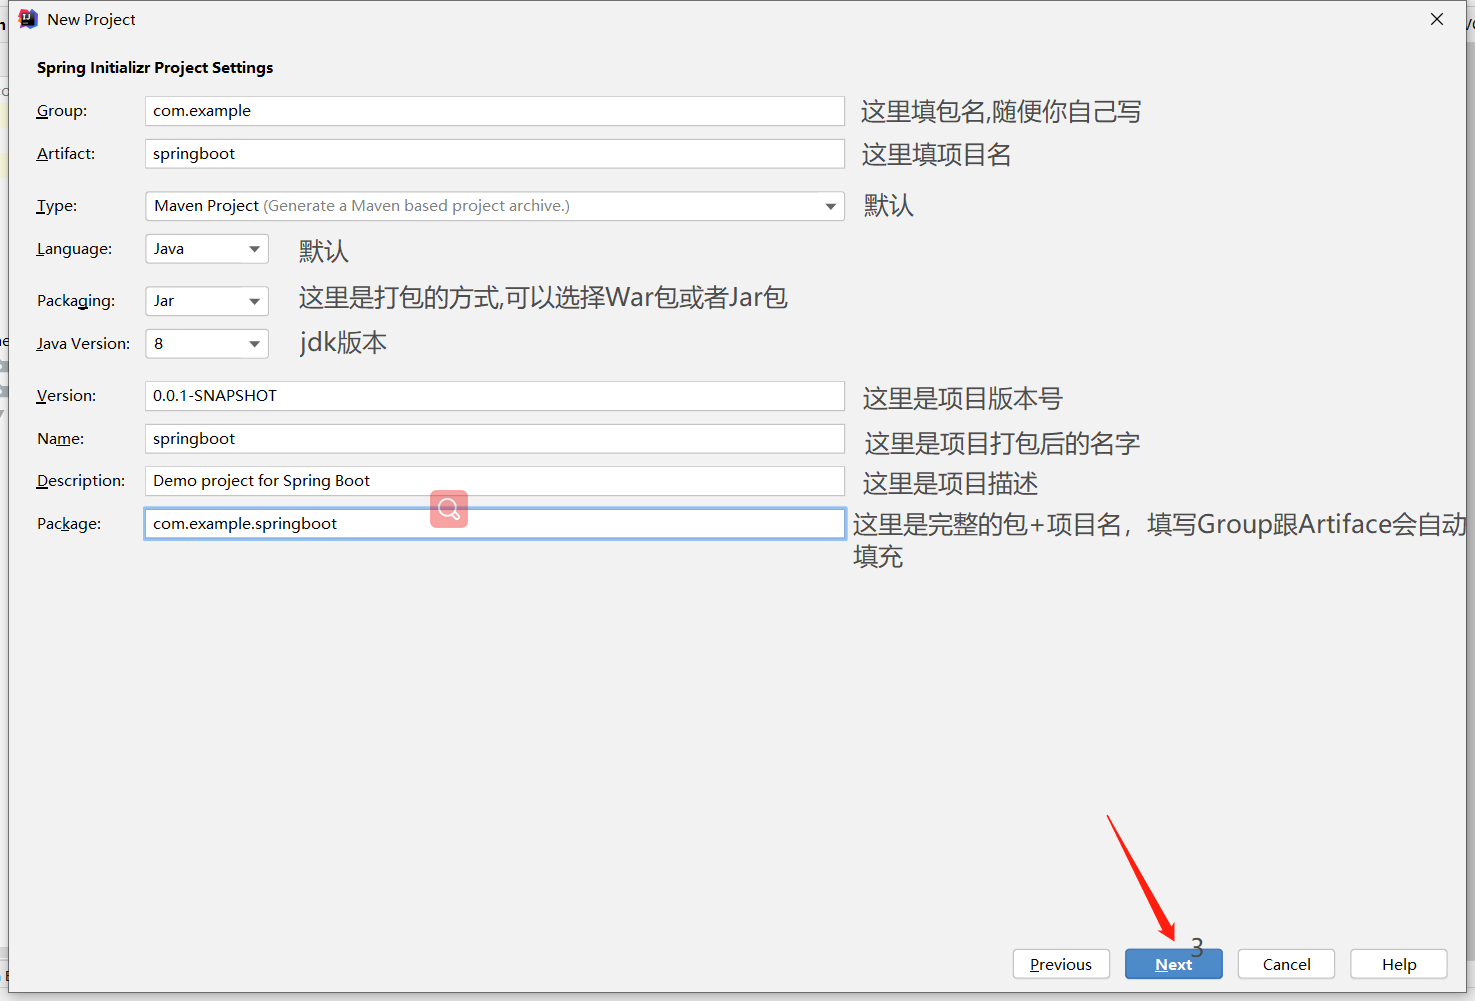 New Project
Spring Initializr Project Settings
Group: com.example 这里填包名,随便你自己写
Artifact: springboot 这里填项目名
Type: Maven Project (Generate a Maven based project archive.) 默认
Language: Java 默认
Packaging: Jar 这里是打包的方式,可以选择War包或者Jar包
Java Version: 8 jdk版本
Version: 0.0.1-SNAPSHOT 这里是项目版本号
Name: springboot 这里是项目打包后的名字
Description: Demo project for Spring Boot 这里是项目描述
Package: com.example.springboot 这里是完整的包+项目名，填写Group跟Artiface会自动
填充
3
Previous Next Cancel Help